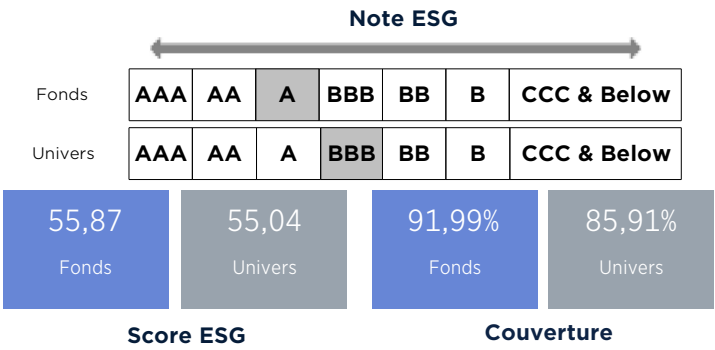 Note ESG
Fonds AAA AA A BBB BB B CCC & Below
Univers AAA AA A BBB BB B CCC & Below
55,87 55,04 91,99% 85,91%
Fonds Univers Fonds Univers
Score ESG Couverture